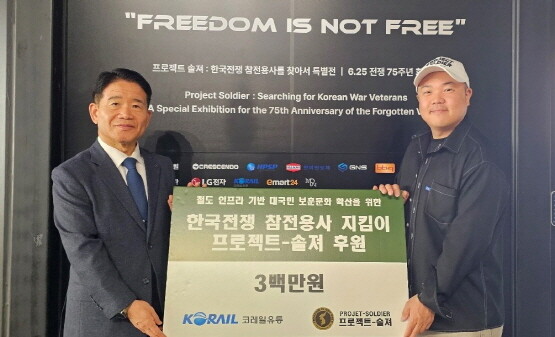 "FREEDOM IS NOT FREE"
프로젝트 솔져 : 한국전쟁 참전용사를 찾아서 특별전 | 6.25 전쟁 75주년
Project Soldier : Searching for Korean War Veterans
A Special Exhibition for the 75th Anniversary of the Forgotten
CRESCENDO HPSP GNS bbq
LG전자 KORAIL emart24
철도 인프라 기반 대국민 보훈문화 확산을 위한
한국전쟁 참전용사 지킴이
프로젝트-솔져 후원
3백만원
KORAIL 코레일유통
PROJET-SOLDIER
프로젝트-솔져